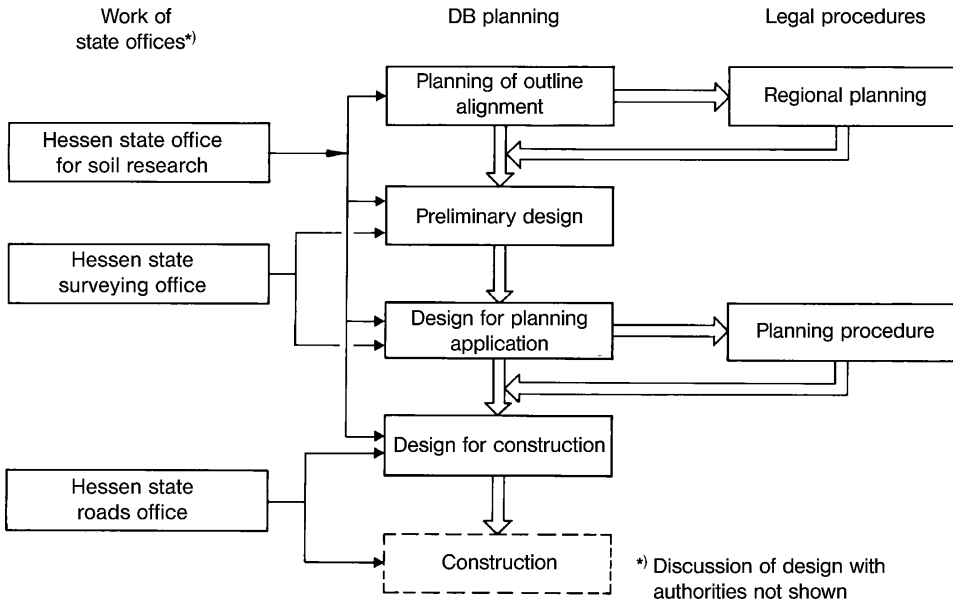 Work of
state offices*)
DB planning
Legal procedures
Planning of outline
alignment
Regional planning
Hessen state office
for soil research
Preliminary design
Hessen state
surveying office
Design for planning
application
Planning procedure
Design for construction
Hessen state
roads office
Construction
*) Discussion of design with
authorities not shown